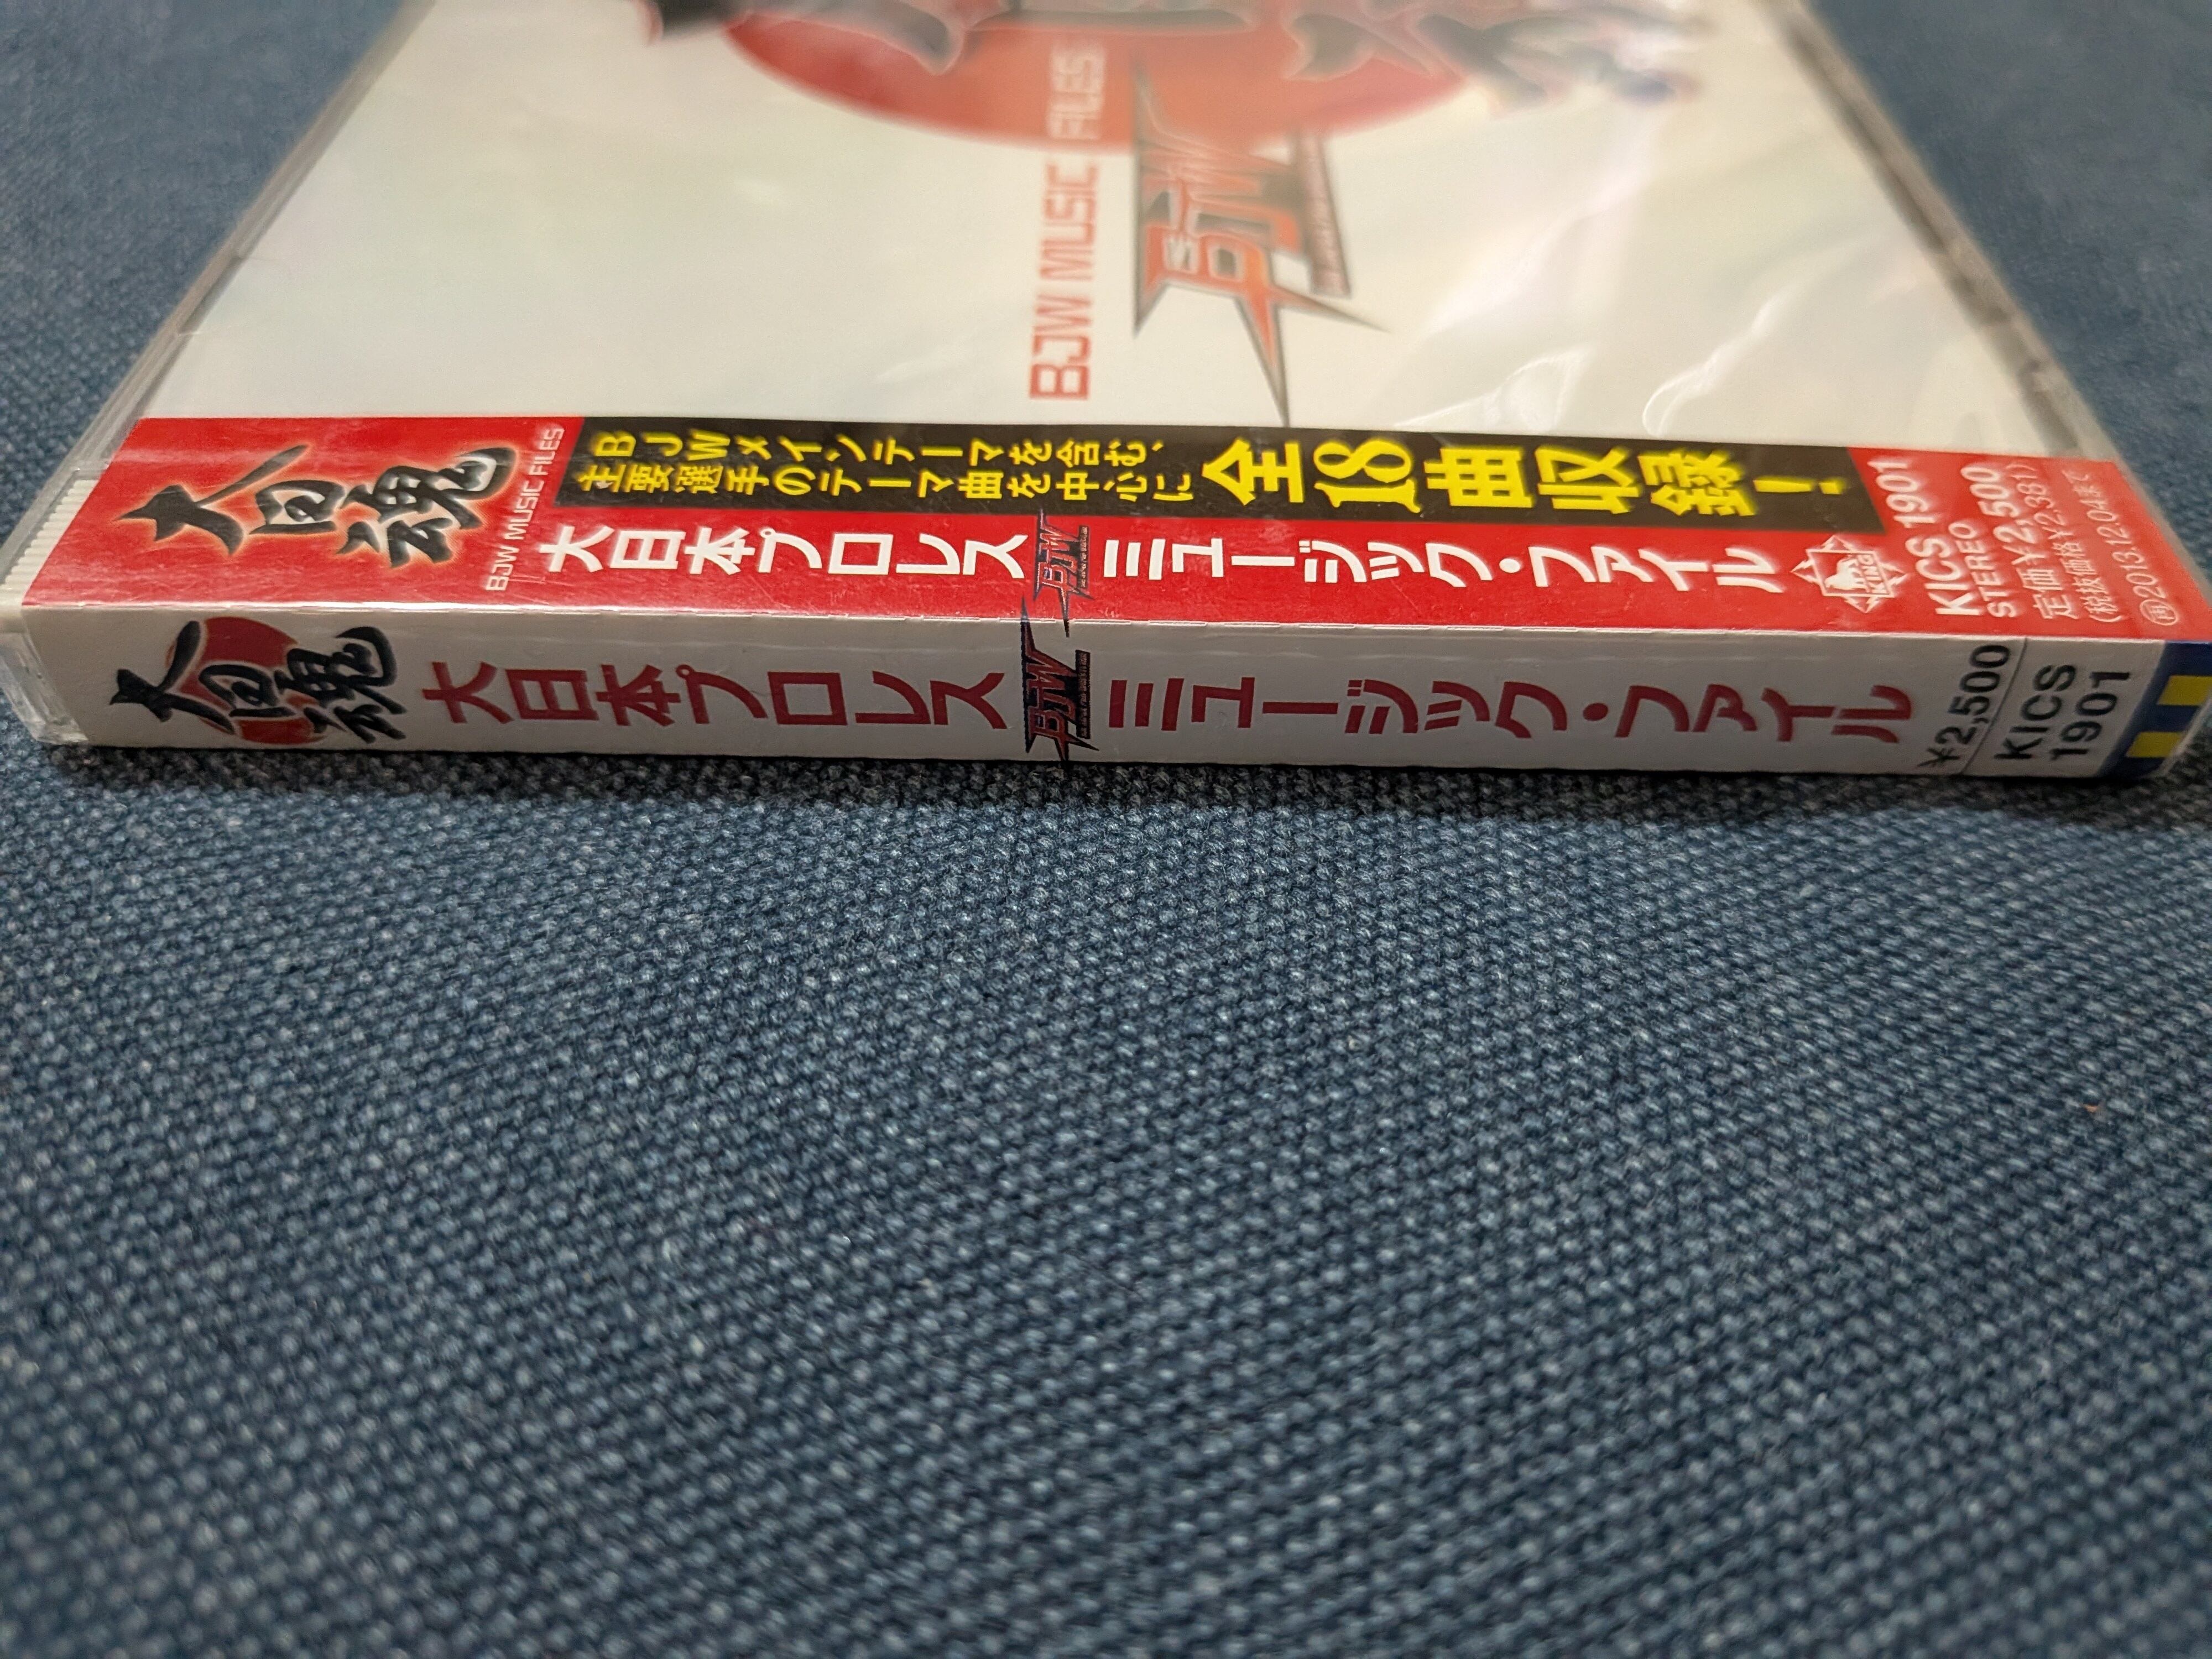 BJW MUSIC FILES
BJW
大日魂
BJW MUSIC FILES
BJWメインテーマを含む、
主要選手のテーマ曲を中心に
全18曲収録!
大日本プロレス BJW ミュージック・ファイル
KICS 1901
STEREO
定価¥2,500
(税抜価格¥2,381)
2013.12.04まで
大日魂 大日本プロレス BJW ミュージック・ファイル
¥2,500
KICS
1901